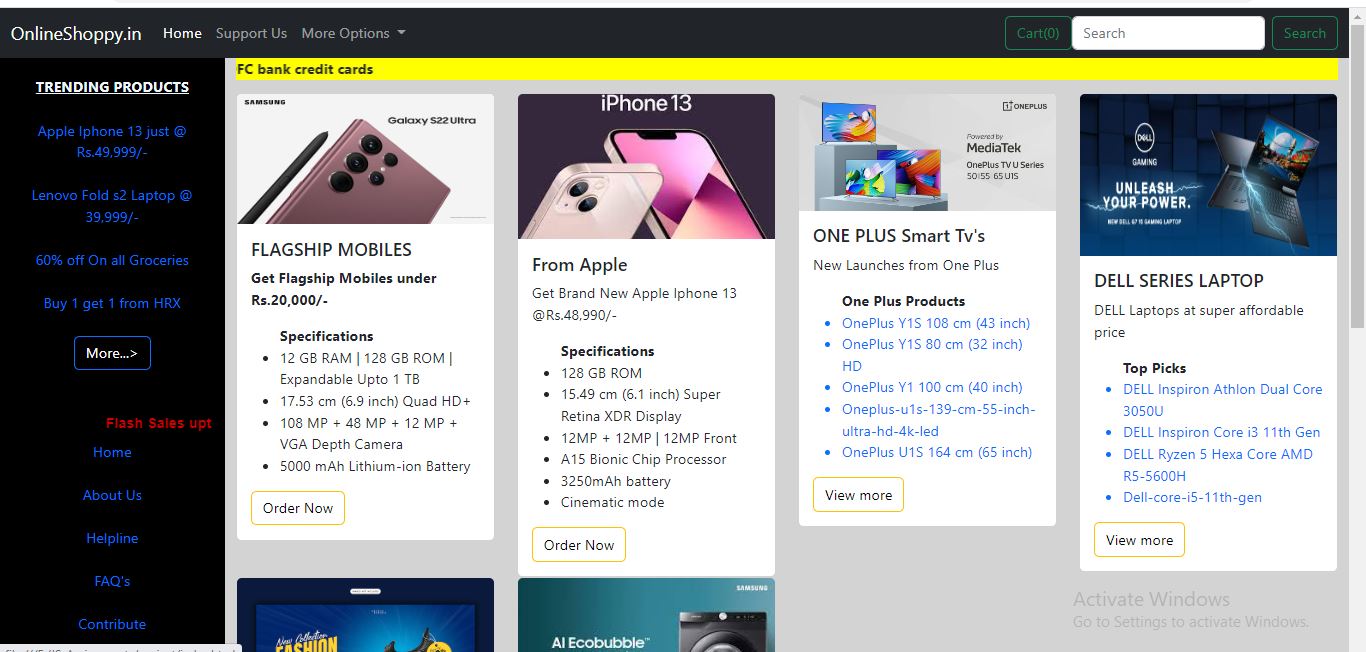 OnlineShoppy.in
Home
Support Us
More Options
Cart(0)
Search
Search
TRENDING PRODUCTS
Apple Iphone 13 just @
Rs.49,999/-
Lenovo Fold s2 Laptop @
39,999/-
60% off On all Groceries
Buy 1 get 1 from HRX
More...>
Flash Sales upt
Home
About Us
Helpline
FAQ's
Contribute
FC bank credit cards
SAMSUNG
Galaxy S22 Ultra
FLAGSHIP MOBILES
Get Flagship Mobiles under
Rs.20,000/-
Specifications
12 GB RAM | 128 GB ROM |
Expandable Upto 1 TB
17.53 cm (6.9 inch) Quad HD+
108 MP + 48 MP + 12 MP +
VGA Depth Camera
5000 mAh Lithium-ion Battery
Order Now
iPhone 13
From Apple
Get Brand New Apple Iphone 13
@Rs.48,990/-
Specifications
128 GB ROM
15.49 cm (6.1 inch) Super
Retina XDR Display
12MP + 12MP | 12MP Front
A15 Bionic Chip Processor
3250mAh battery
Cinematic mode
Order Now
ONEPLUS
Powered by
MediaTek
OnePlus TV U Series
50|55|65 U1S
ONE PLUS Smart Tv's
New Launches from One Plus
One Plus Products
OnePlus Y1S 108 cm (43 inch)
OnePlus Y1S 80 cm (32 inch)
HD
OnePlus Y1 100 cm (40 inch)
Oneplus-u1s-139-cm-55-inch-
ultra-hd-4k-led
OnePlus U1S 164 cm (65 inch)
View more
DELL
GAMING
UNLEASH
YOUR POWER.
NEW DELL G7 15 GAMING LAPTOP
DELL SERIES LAPTOP
DELL Laptops at super affordable
price
Top Picks
DELL Inspiron Athlon Dual Core
3050U
DELL Inspiron Core i3 11th Gen
DELL Ryzen 5 Hexa Core AMD
R5-5600H
Dell-core-i5-11th-gen
View more
New Collection
FASHION
SAMSUNG
AI Ecobubble™
Activate Windows
Go to Settings to activate Windows.